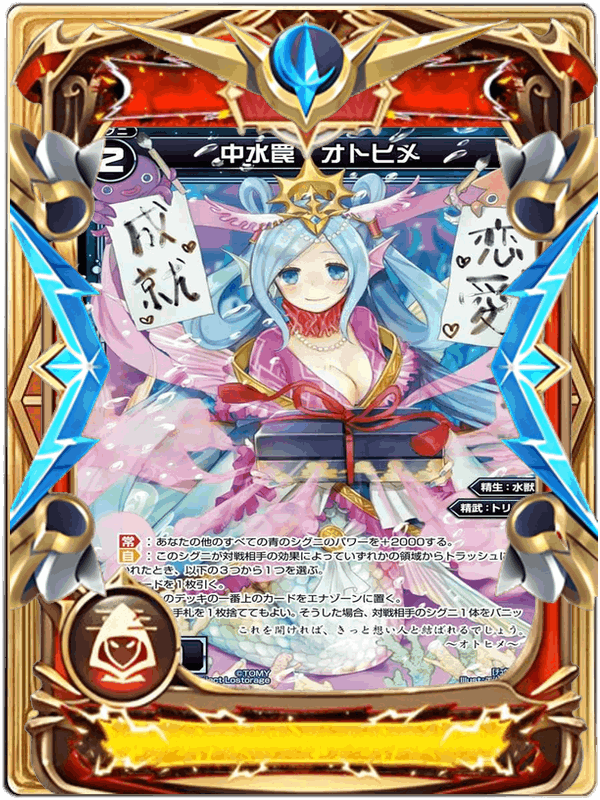 2
中水罠 オトヒメ
成就
恋愛
精生:水獣
精武:トリ
常:あなたの他のすべての青のシグニのパワーを+2000する。
自:このシグニが対戦相手の効果によっていずれかの領域からトラッシュに
れたとき、以下の3つから1つを選ぶ。
ードを1枚引く。
のデッキの一番上のカードをエナゾーンに置く。
手札を1枚捨ててもよい。そうした場合、対戦相手のシグニ1体をバニッ
これを開ければ、きっと想い人と結ばれるでしょう。
～オトヒメ～
©TOMY
lect Lostorage
Illust